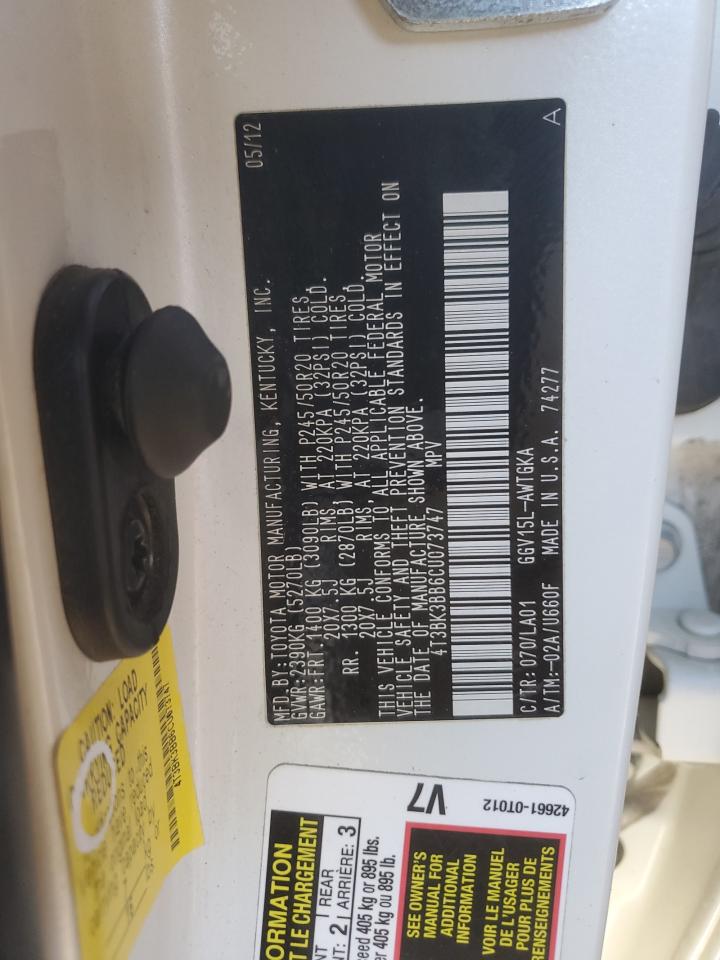 MFD.BY:TOYOTA MOTOR MANUFACTURING, KENTUCKY, INC. 05/12
GVWR:2390KG (5270LB)
GAWR:FRT.1400 KG (3090LB) WITH P245/50R20 TIRES,
20X7.5J RIMS, AT 220KPA (32PSI) COLD.
RR. 1300 KG (2870LB) WITH P245/50R20 TIRES,
20X7.5J RIMS, AT 220KPA (32PSI) COLD.
THIS VEHICLE CONFORMS TO ALL APPLICABLE FEDERAL MOTOR
VEHICLE SAFETY AND THEFT PREVENTION STANDARDS IN EFFECT ON
THE DATE OF MANUFACTURE SHOWN ABOVE.
4T3BK3BB6CU073747 MPV
C/TR:070/LA01 GGV15L-AWTGKA
A/TM:-02A/U660F MADE IN U.S.A. 74277 A
CAUTION: LOAD
CAPACITY
4T3BK3BB6CU073747
ORMATION
T LE CHARGEMENT
NT: 2 REAR
ARRIÈRE: 3
ceed 405 kg or 895 lbs.
er 405 kg ou 895 lb.
V7
SEE OWNER'S
MANUAL FOR
ADDITIONAL
INFORMATION
VOIR LE MANUEL
DE L'USAGER
POUR PLUS DE
RENSEIGNEMENTS
42661-0T012